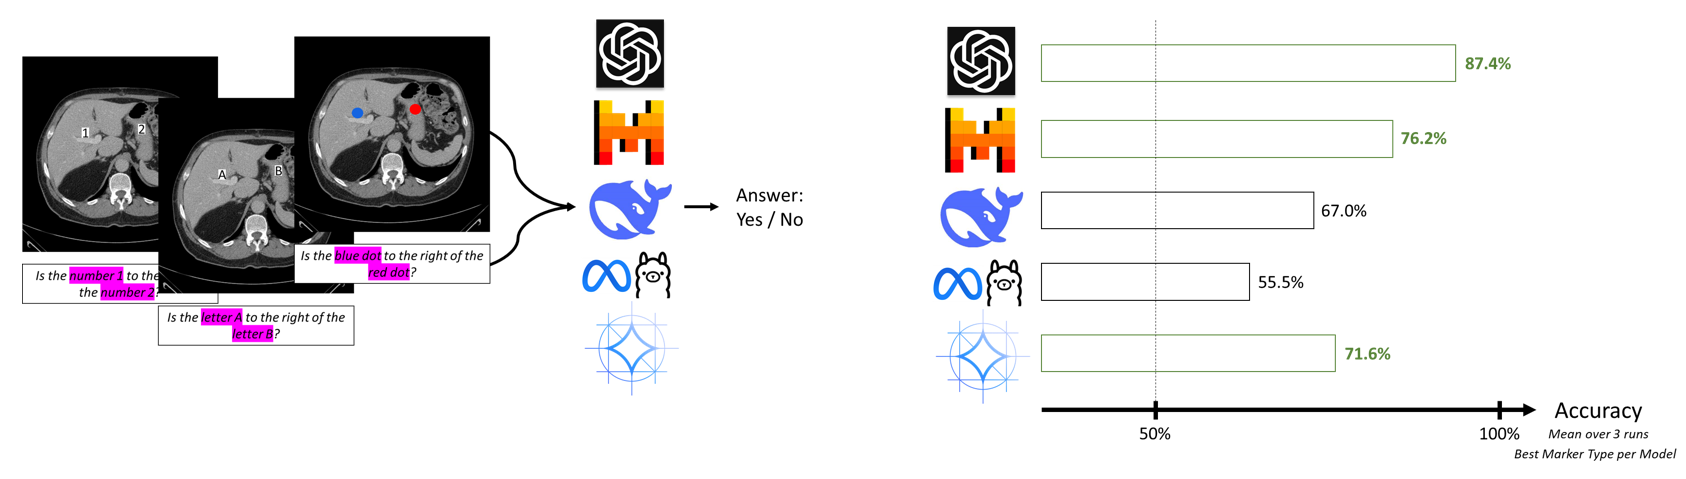 1
2
Is the number 1 to the
the number 2?
A
B
Is the letter A to the right of the
letter B?
Is the blue dot to the right of the
red dot?
Answer:
Yes / No
87.4%
76.2%
67.0%
55.5%
71.6%
50%
100%
Accuracy
Mean over 3 runs
Best Marker Type per Model